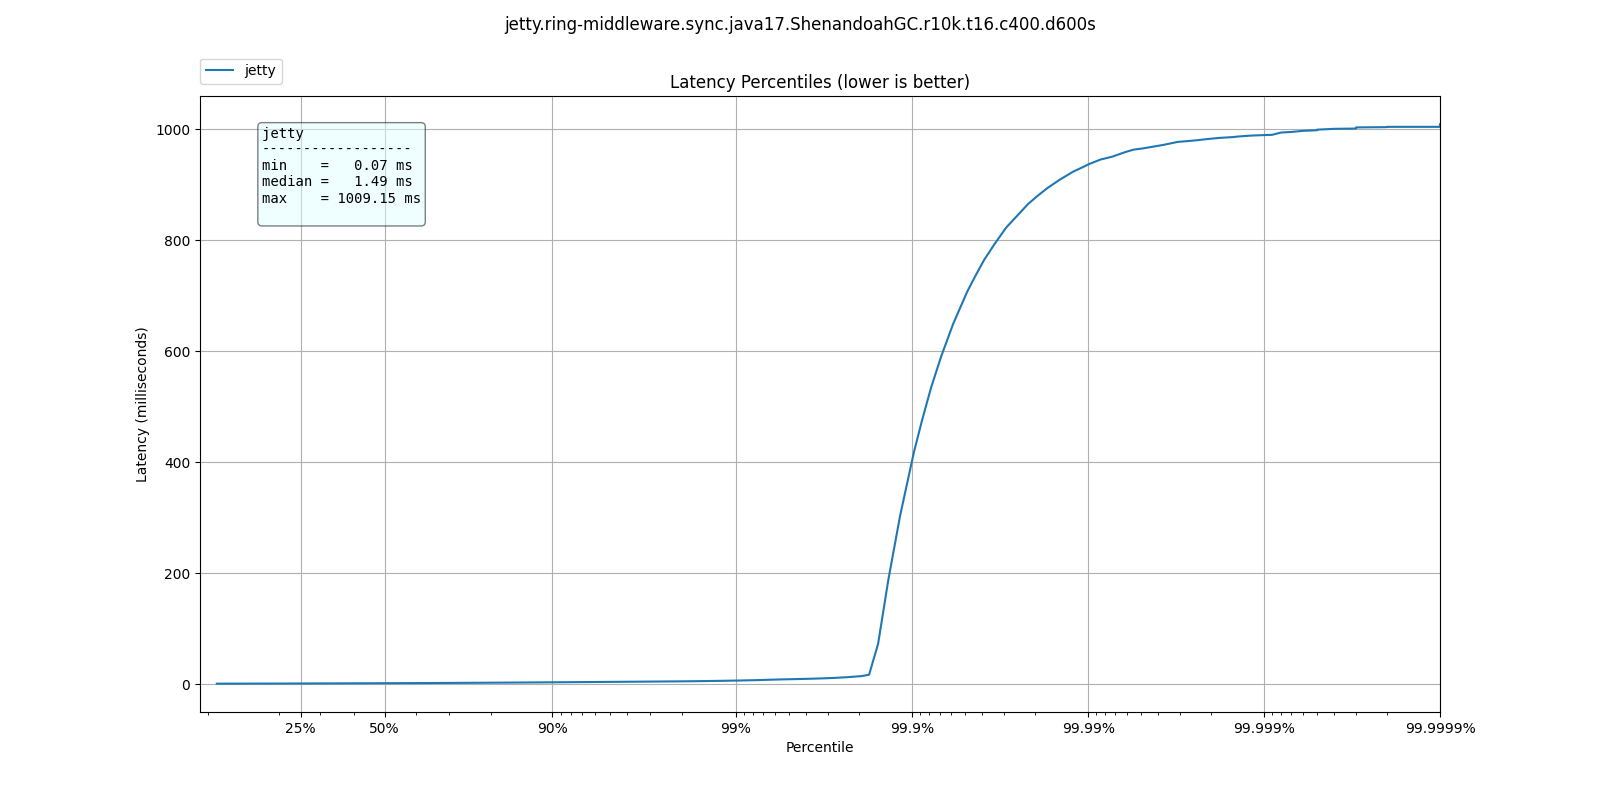 jetty.ring-middleware.sync.java17.ShenandoahGC.r10k.t16.c400.d600s
jetty
Latency Percentiles (lower is better)
jetty
------------------
min    =   0.07 ms
median =   1.49 ms
max    = 1009.15 ms
1000
800
600
400
200
0
Latency (milliseconds)
25% 50% 90% 99% 99.9% 99.99% 99.999% 99.9999%
Percentile